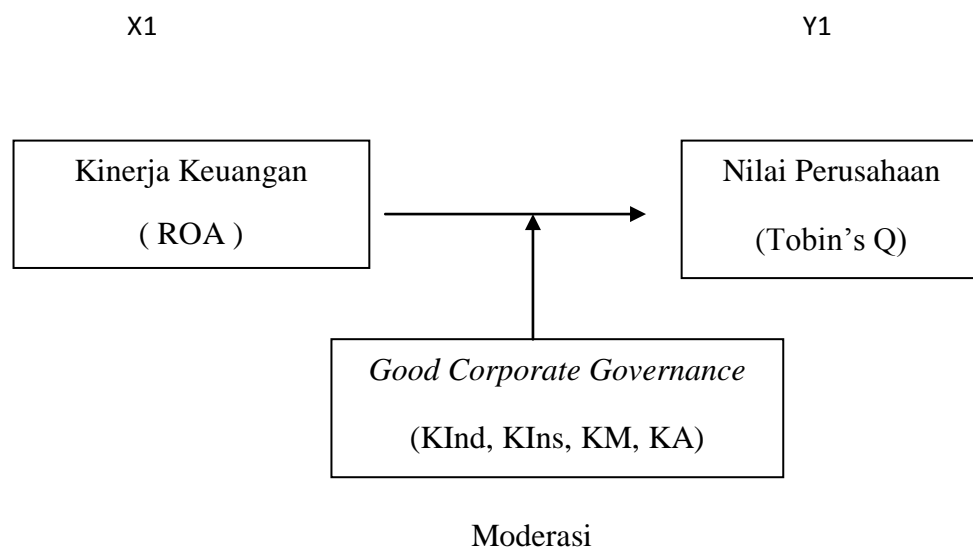 X1
Y1
Kinerja Keuangan
( ROA )
Nilai Perusahaan
(Tobin’s Q)
Good Corporate Governance
(KInd, KIns, KM, KA)
Moderasi